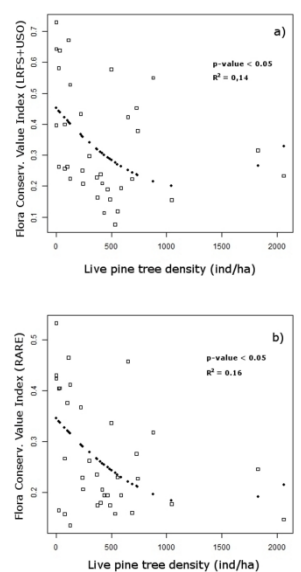 a)
p-value < 0.05
R² = 0,14
Flora Conserv. Value Index (LRFS+USO)
0.7
0.6
0.5
0.4
0.3
0.2
0.1
0
500
1000
1500
2000
Live pine tree density (ind/ha)
b)
p-value < 0.05
R² = 0.16
Flora Conserv. Value Index (RARE)
0.5
0.4
0.3
0.2
0
500
1000
1500
2000
Live pine tree density (ind/ha)